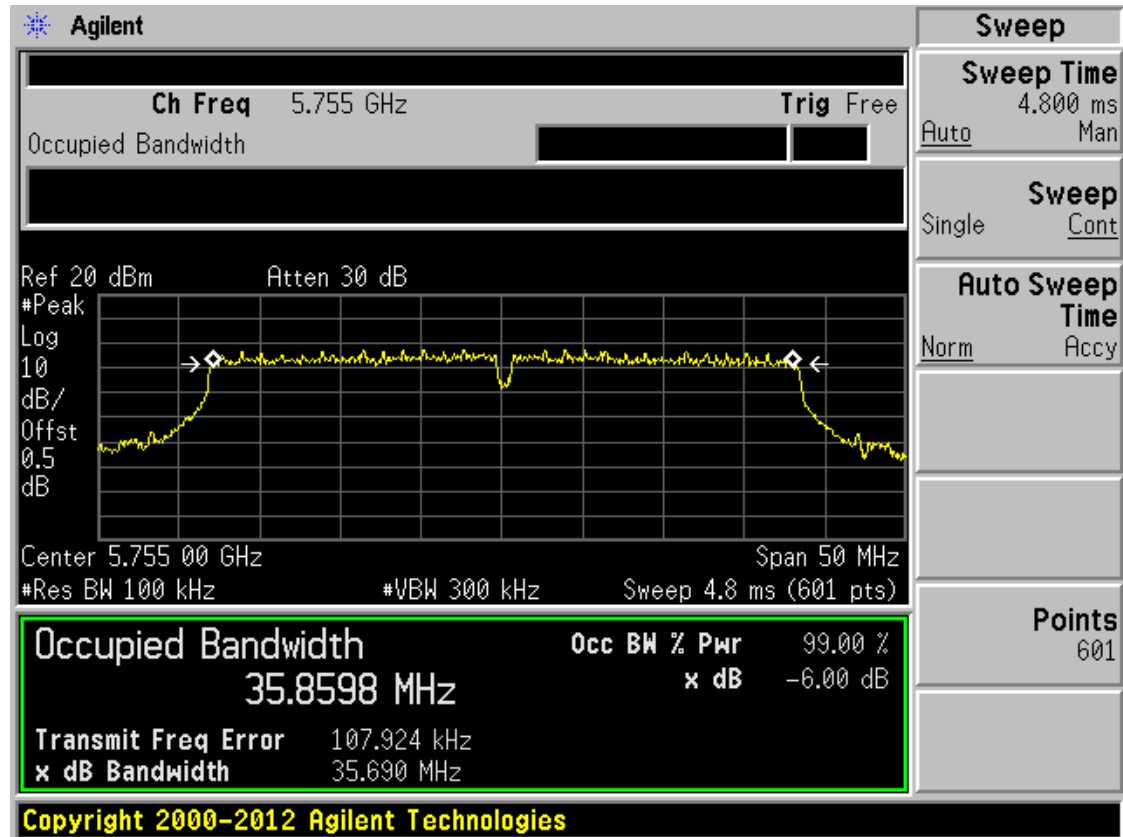 Agilent
Sweep
Ch Freq 5.755 GHz Trig Free
Occupied Bandwidth
Sweep Time
4.800 ms
Auto Man
Sweep
Single Cont
Auto Sweep
Time
Norm Accy
Points
601
Ref 20 dBm Atten 30 dB
#Peak
Log
10
dB/
Offst
0.5
dB
Center 5.755 00 GHz Span 50 MHz
#Res BW 100 kHz #VBW 300 kHz Sweep 4.8 ms (601 pts)
Occupied Bandwidth Occ BW % Pwr 99.00 %
35.8598 MHz x dB -6.00 dB
Transmit Freq Error 107.924 kHz
x dB Bandwidth 35.690 MHz
Copyright 2000-2012 Agilent Technologies